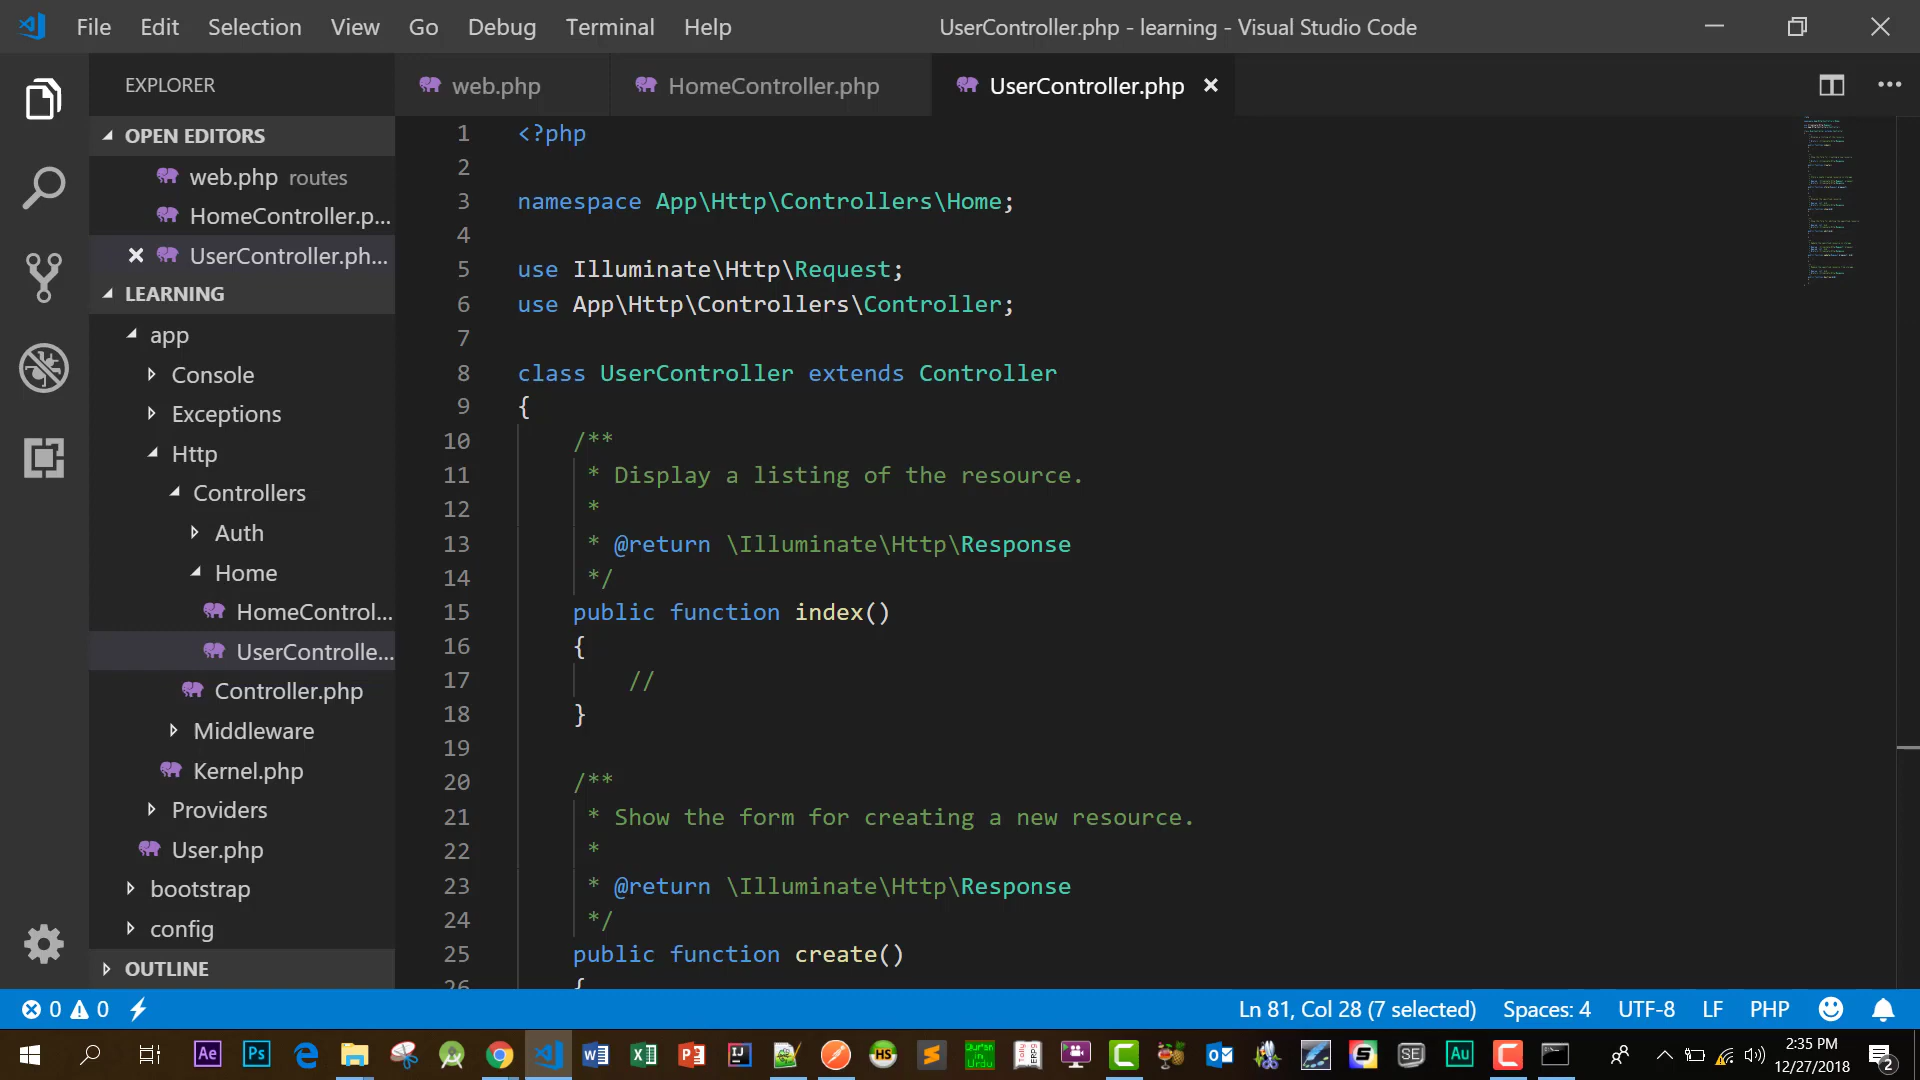 File Edit Selection View Go Debug Terminal Help
UserController.php - learning - Visual Studio Code
EXPLORER
web.php HomeController.php UserController.php
OPEN EDITORS
web.php routes
HomeController.p...
UserController.ph...
LEARNING
app
Console
Exceptions
Http
Controllers
Auth
Home
HomeControl...
UserControlle...
Controller.php
Middleware
Kernel.php
Providers
User.php
bootstrap
config
OUTLINE
1 <?php
2
3 namespace App\Http\Controllers\Home;
4
5 use Illuminate\Http\Request;
6 use App\Http\Controllers\Controller;
7
8 class UserController extends Controller
9 {
10 /**
11 * Display a listing of the resource.
12 *
13 * @return \Illuminate\Http\Response
14 */
15 public function index()
16 {
17 //
18 }
19
20 /**
21 * Show the form for creating a new resource.
22 *
23 * @return \Illuminate\Http\Response
24 */
25 public function create()
26 {
0 0
Ln 81, Col 28 (7 selected) Spaces: 4 UTF-8 LF PHP
Ae Ps HS SE Au
2:35 PM
12/27/2018
2